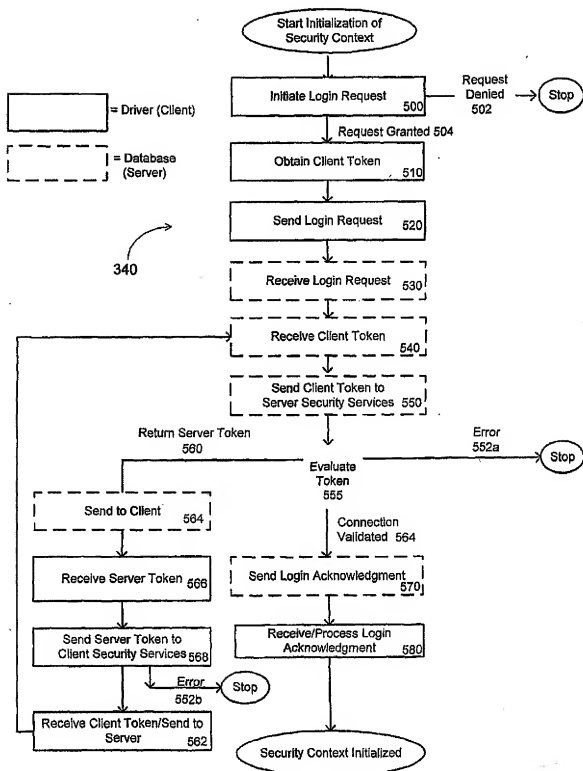 Start Initialization of
Security Context
Initiate Login Request
500
Request
Denied
502
Stop
= Driver (Client)
Request Granted 504
Obtain Client Token
510
= Database
(Server)
Send Login Request
520
340
Receive Login Request
530
Receive Client Token
540
Send Client Token to
Server Security Services
550
Return Server Token
560
Error
552a
Stop
Evaluate
Token
555
Send to Client
564
Connection
Validated 564
Receive Server Token
566
Send Login Acknowledgment
570
Send Server Token to
Client Security Services
568
Receive/Process Login
Acknowledgment
580
Error
552b
Stop
Receive Client Token/Send to
Server
562
Security Context Initialized